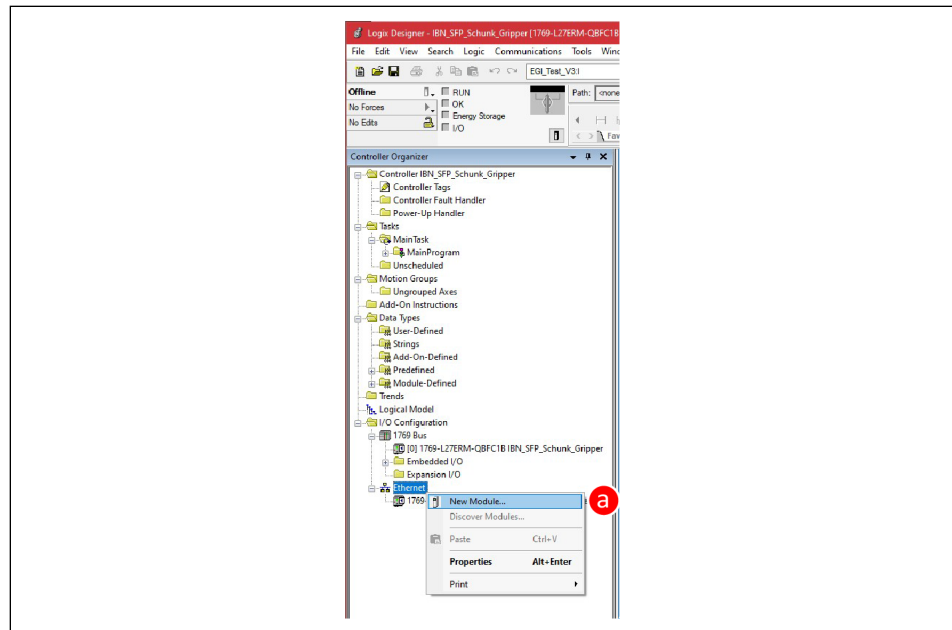 Logix Designer - IBN_SFP_Schunk_Gripper [1769-L27ERM-QBFC1B
File Edit View Search Logic Communications Tools
EGI_Test_V3:I
Offline
RUN
Path:
No Forces
OK
Energy Storage
No Edits
I/O
Controller Organizer
Controller IBN_SFP_Schunk_Gripper
Controller Tags
Controller Fault Handler
Power-Up Handler
Tasks
MainTask
MainProgram
Unscheduled
Motion Groups
Ungrouped Axes
Add-On Instructions
Data Types
User-Defined
Strings
Add-On-Defined
Predefined
Module-Defined
Trends
Logical Model
I/O Configuration
1769 Bus
[0] 1769-L27ERM-QBFC1B IBN_SFP_Schunk_Gripper
Embedded I/O
Expansion I/O
Ethernet
1769-
New Module...
a
Discover Modules...
Paste Ctrl+V
Properties Alt+Enter
Print